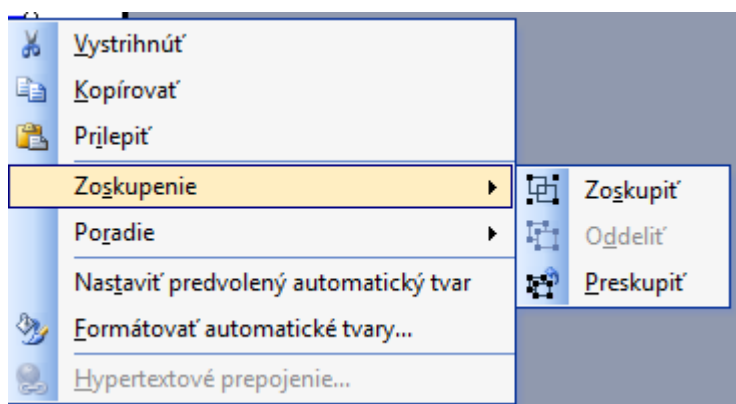 Vystrihnúť
Kopírovať
Prilepiť
Zoskupenie
Poradie
Nastaviť predvolený automatický tvar
Formátovať automatické tvary...
Hypertextové prepojenie...
Zoskupiť
Oddeliť
Preskupiť